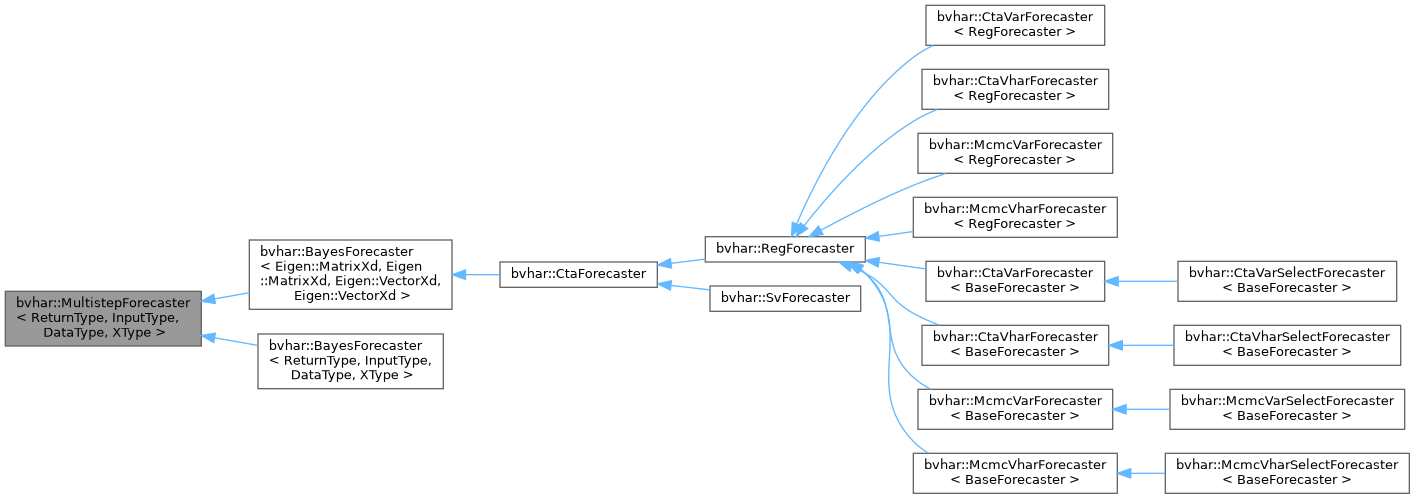 bvhar::MultistepForecaster
< ReturnType, InputType,
DataType, XType >
bvhar::BayesForecaster
< Eigen::MatrixXd, Eigen
::MatrixXd, Eigen::VectorXd,
Eigen::VectorXd >
bvhar::BayesForecaster
< ReturnType, InputType,
DataType, XType >
bvhar::CtaForecaster
bvhar::RegForecaster
bvhar::SvForecaster
bvhar::CtaVarForecaster
< RegForecaster >
bvhar::CtaVharForecaster
< RegForecaster >
bvhar::McmcVarForecaster
< RegForecaster >
bvhar::McmcVharForecaster
< RegForecaster >
bvhar::CtaVarForecaster
< BaseForecaster >
bvhar::CtaVharForecaster
< BaseForecaster >
bvhar::McmcVarForecaster
< BaseForecaster >
bvhar::McmcVharForecaster
< BaseForecaster >
bvhar::CtaVarSelectForecaster
< BaseForecaster >
bvhar::CtaVharSelectForecaster
< BaseForecaster >
bvhar::McmcVarSelectForecaster
< BaseForecaster >
bvhar::McmcVharSelectForecaster
< BaseForecaster >